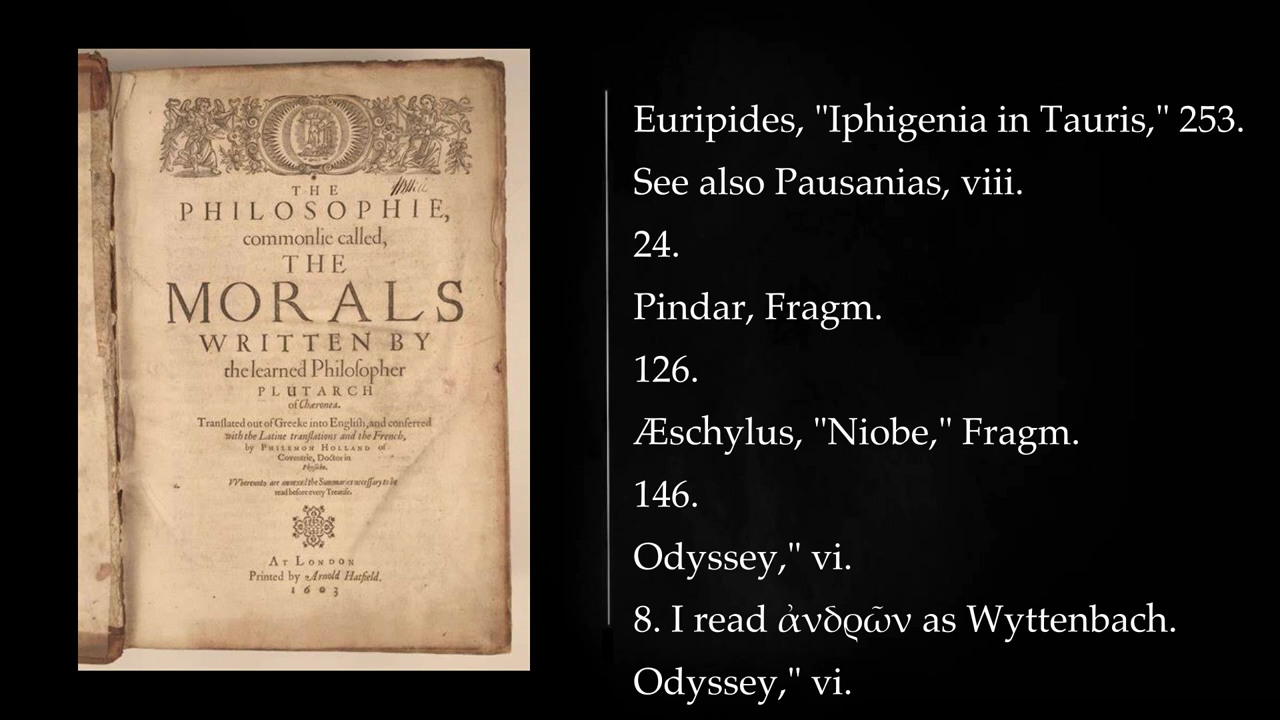 THE
PHILOSOPHIE,
commonlie called,
THE
MORALS
WRITTEN BY
the learned Philosopher
PLUTARCH
of Chæronea.
Tranſlated out of Greeke into Engliſh, and conferred
with the Latine tranſlations and the French,
by PHILEMON HOLLAND of
Coventrie, Doctor in
Phyſicke.
VVhereunto are annexed the Summaries neceſſary to be
read before every Treatiſe.
AT LONDON
Printed by Arnold Hatfield.
1603
Euripides, "Iphigenia in Tauris," 253.
See also Pausanias, viii.
24.
Pindar, Fragm.
126.
Æschylus, "Niobe," Fragm.
146.
Odyssey," vi.
8. I read ἀνδρῶν as Wyttenbach.
Odyssey," vi.